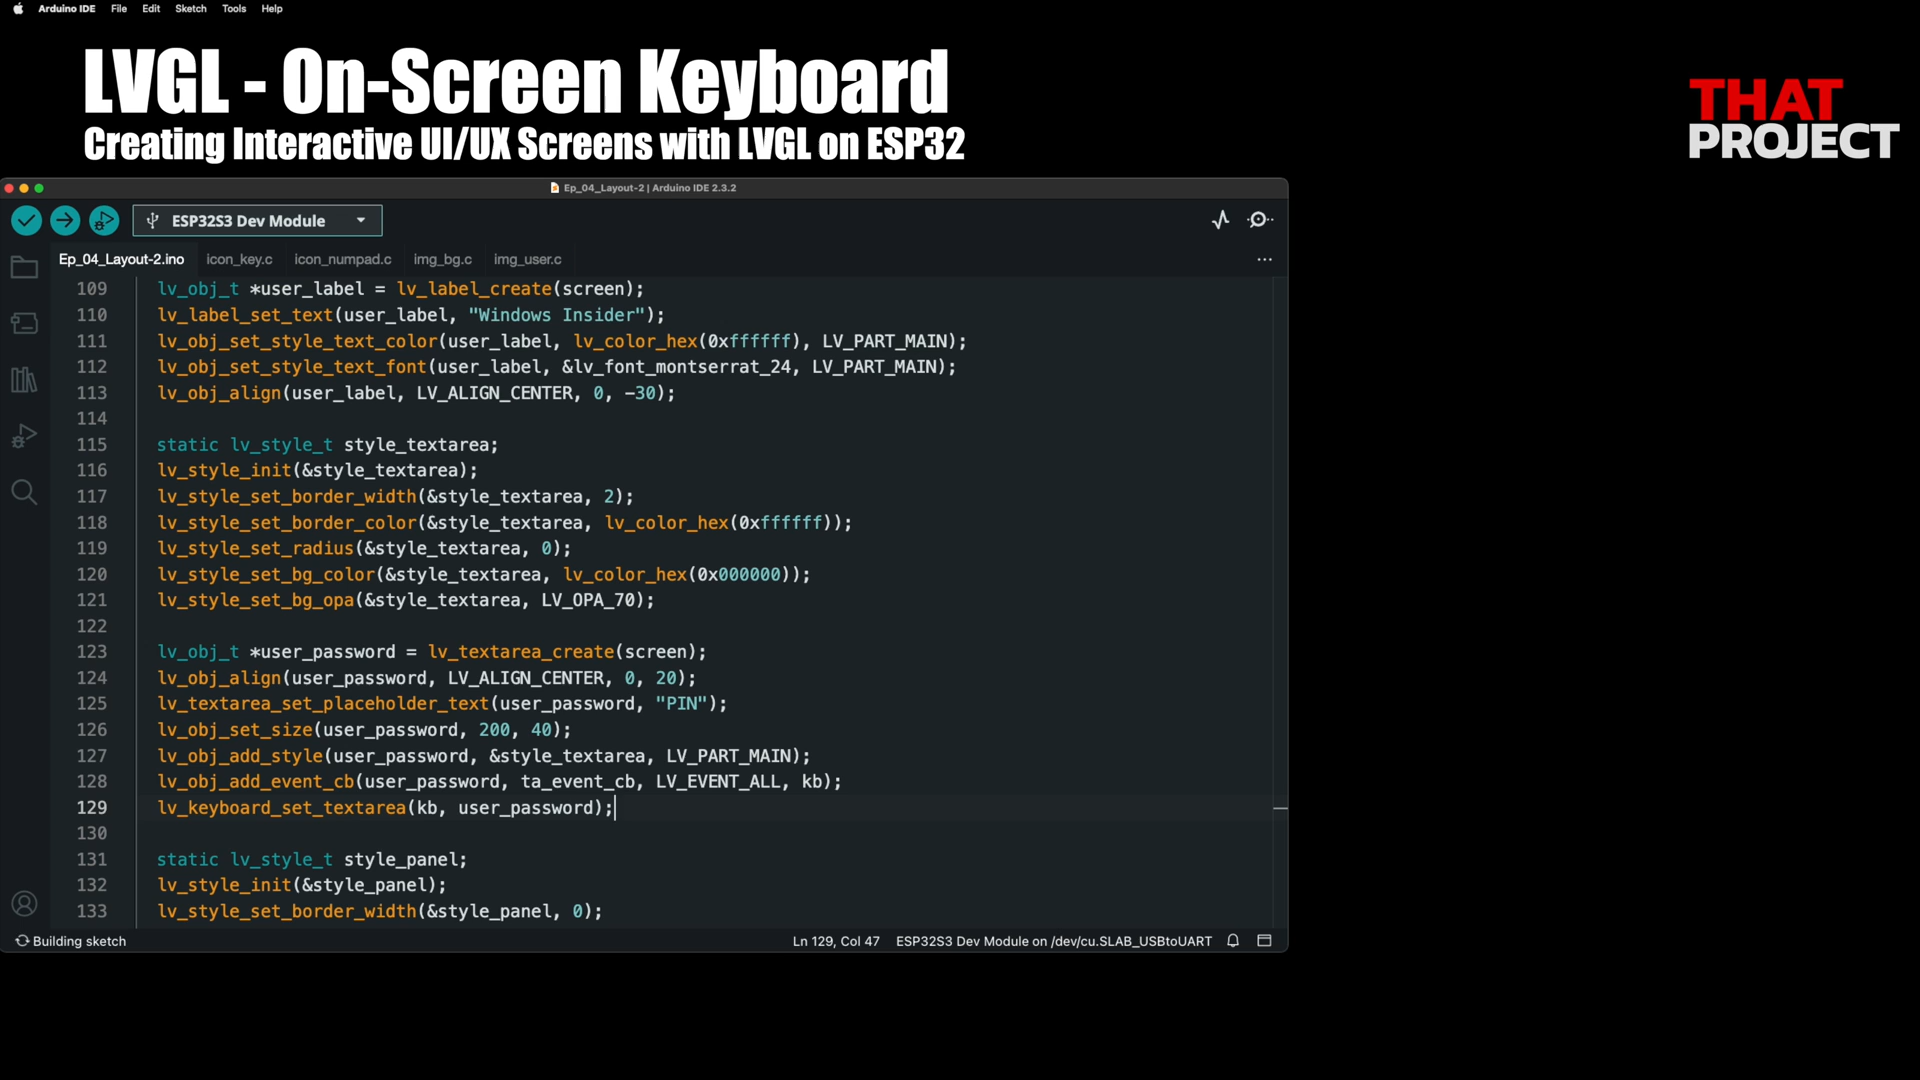 Arduino IDE File Edit Sketch Tools Help
LVGL - On-Screen Keyboard
Creating Interactive UI/UX Screens with LVGL on ESP32
THAT
PROJECT
Ep_04_Layout-2 | Arduino IDE 2.3.2
ESP32S3 Dev Module
Ep_04_Layout-2.ino icon_key.c icon_numpad.c img_bg.c img_user.c ...
109 lv_obj_t *user_label = lv_label_create(screen);
110 lv_label_set_text(user_label, "Windows Insider");
111 lv_obj_set_style_text_color(user_label, lv_color_hex(0xffffff), LV_PART_MAIN);
112 lv_obj_set_style_text_font(user_label, &lv_font_montserrat_24, LV_PART_MAIN);
113 lv_obj_align(user_label, LV_ALIGN_CENTER, 0, -30);
114
115 static lv_style_t style_textarea;
116 lv_style_init(&style_textarea);
117 lv_style_set_border_width(&style_textarea, 2);
118 lv_style_set_border_color(&style_textarea, lv_color_hex(0xffffff));
119 lv_style_set_radius(&style_textarea, 0);
120 lv_style_set_bg_color(&style_textarea, lv_color_hex(0x000000));
121 lv_style_set_bg_opa(&style_textarea, LV_OPA_70);
122
123 lv_obj_t *user_password = lv_textarea_create(screen);
124 lv_obj_align(user_password, LV_ALIGN_CENTER, 0, 20);
125 lv_textarea_set_placeholder_text(user_password, "PIN");
126 lv_obj_set_size(user_password, 200, 40);
127 lv_obj_add_style(user_password, &style_textarea, LV_PART_MAIN);
128 lv_obj_add_event_cb(user_password, ta_event_cb, LV_EVENT_ALL, kb);
129 lv_keyboard_set_textarea(kb, user_password);
130
131 static lv_style_t style_panel;
132 lv_style_init(&style_panel);
133 lv_style_set_border_width(&style_panel, 0);
Building sketch Ln 129, Col 47 ESP32S3 Dev Module on /dev/cu.SLAB_USBtoUART